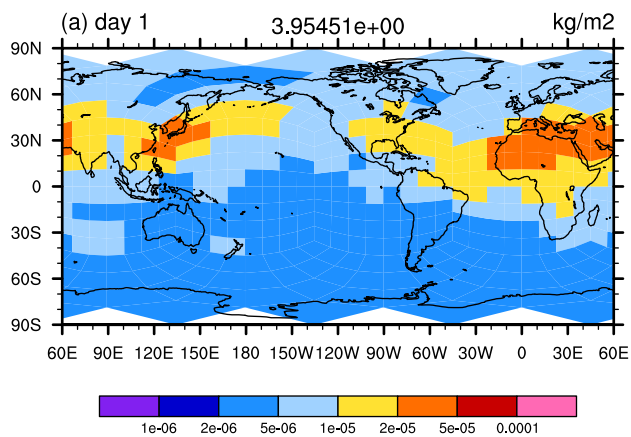 (a) day 1 3.95451e+00 kg/m2
90N
60N
30N
0
30S
60S
90S
60E 90E 120E 150E 180 150W 120W 90W 60W 30W 0 30E 60E
1e-06 2e-06 5e-06 1e-05 2e-05 5e-05 0.0001